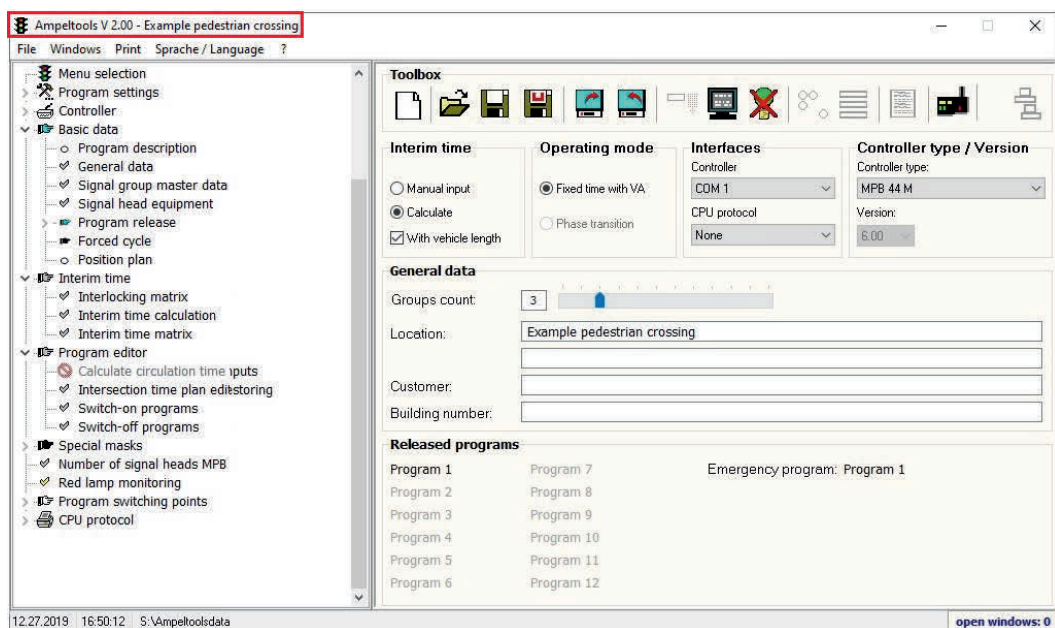 Ampeltools V 2.00 - Example pedestrian crossing
File Windows Print Sprache / Language ?
Menu selection
Program settings
Controller
Basic data
Program description
General data
Signal group master data
Signal head equipment
Program release
Forced cycle
Position plan
Interim time
Interlocking matrix
Interim time calculation
Interim time matrix
Program editor
Calculate circulation time iputs
Intersection time plan editstoring
Switch-on programs
Switch-off programs
Special masks
Number of signal heads MPB
Red lamp monitoring
Program switching points
CPU protocol
Toolbox
Interim time
Manual input
Calculate
With vehicle length
Operating mode
Fixed time with VA
Phase transition
Interfaces
Controller
COM 1
CPU protocol
None
Controller type / Version
Controller type:
MPB 44 M
Version:
6.00
General data
Groups count: 3
Location: Example pedestrian crossing
Customer:
Building number:
Released programs
Program 1 Program 7 Emergency program: Program 1
Program 2 Program 8
Program 3 Program 9
Program 4 Program 10
Program 5 Program 11
Program 6 Program 12
12.27.2019 16:50:12 S:\Ampeltoolsdata open windows: 0